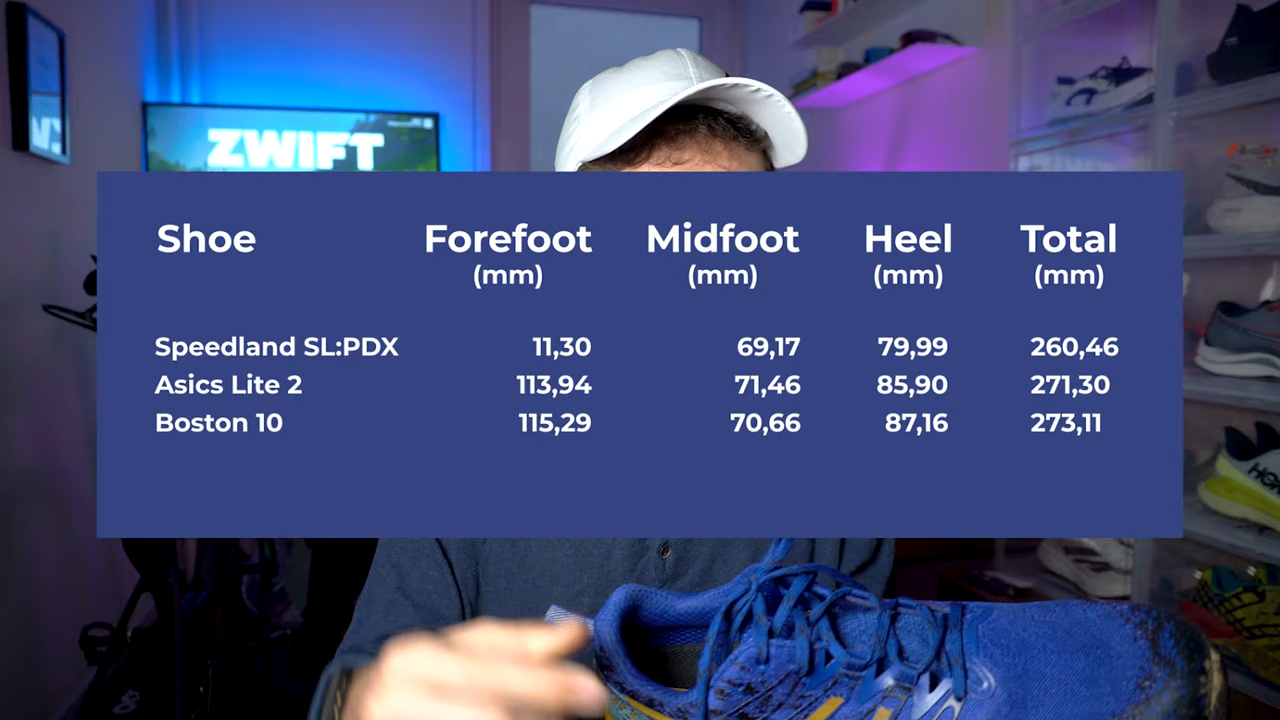 ZWIFT
Shoe Forefoot Midfoot Heel Total
(mm) (mm) (mm) (mm)
Speedland SL:PDX 11,30 69,17 79,99 260,46
Asics Lite 2 113,94 71,46 85,90 271,30
Boston 10 115,29 70,66 87,16 273,11